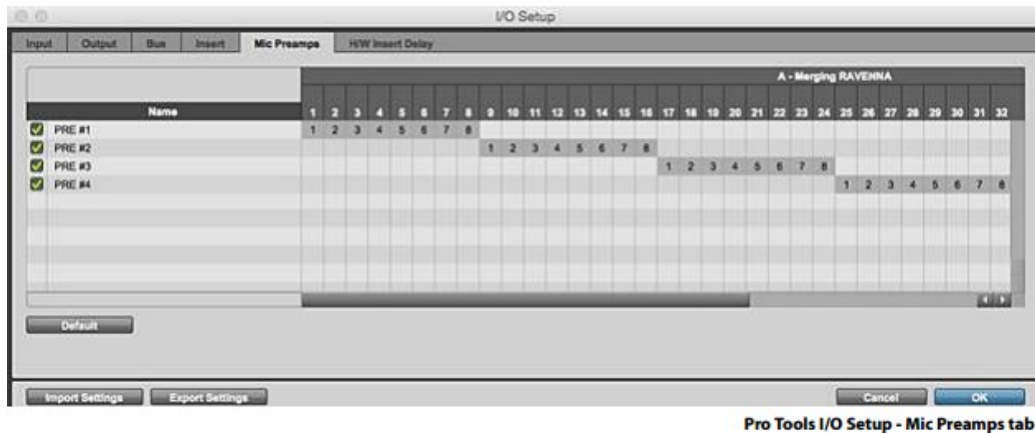 I/O Setup
Input Output Bus Insert Mic Preamps H/W Insert Delay
A - Merging RAVENNA
Name 1 2 3 4 5 6 7 8 9 10 11 12 13 14 15 16 17 18 19 20 21 22 23 24 25 26 27 28 29 30 31 32
PRE #1 1 2 3 4 5 6 7 8
PRE #2 1 2 3 4 5 6 7 8
PRE #3 1 2 3 4 5 6 7 8
PRE #4 1 2 3 4 5 6 7 8
Default
Import Settings Export Settings Cancel OK
Pro Tools I/O Setup - Mic Preamps tab